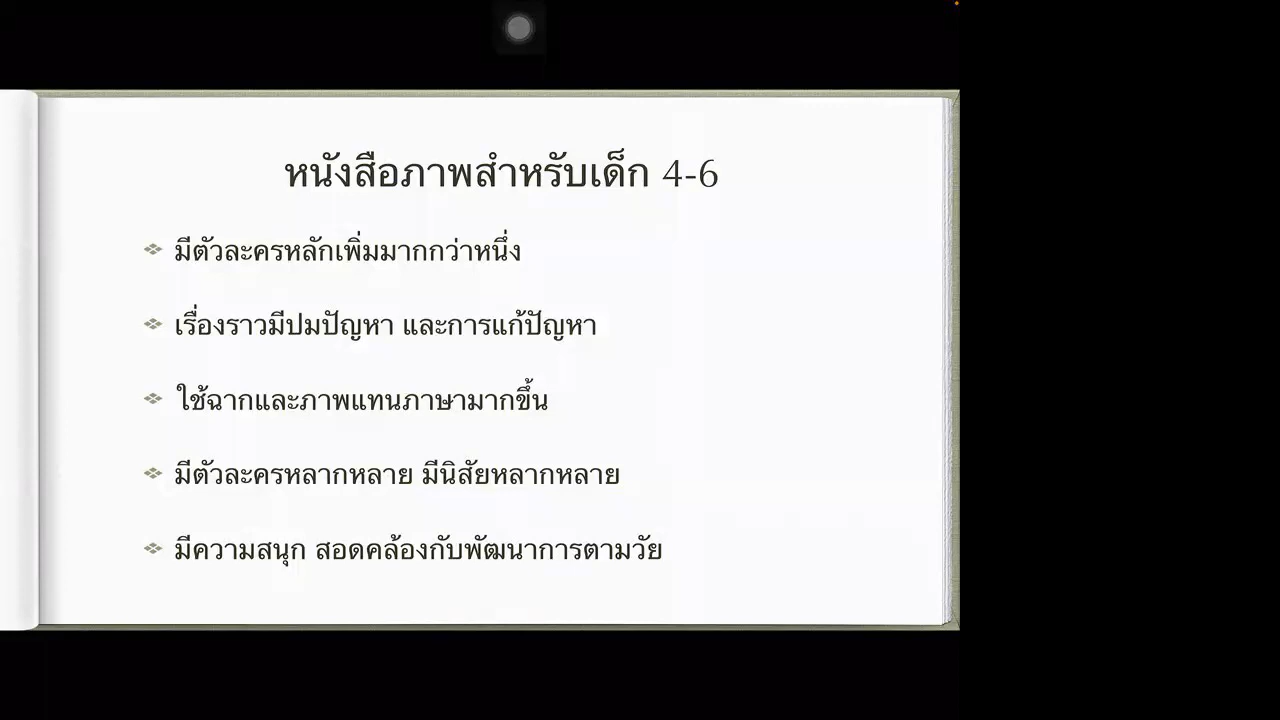 หนังสือภาพสำหรับเด็ก 4-6
มีตัวละครหลักเพิ่มมากกว่าหนึ่ง
เรื่องราวมีปมปัญหา และการแก้ปัญหา
ใช้ฉากและภาพแทนภาษามากขึ้น
มีตัวละครหลากหลาย มีนิสัยหลากหลาย
มีความสนุก สอดคล้องกับพัฒนาการตามวัย